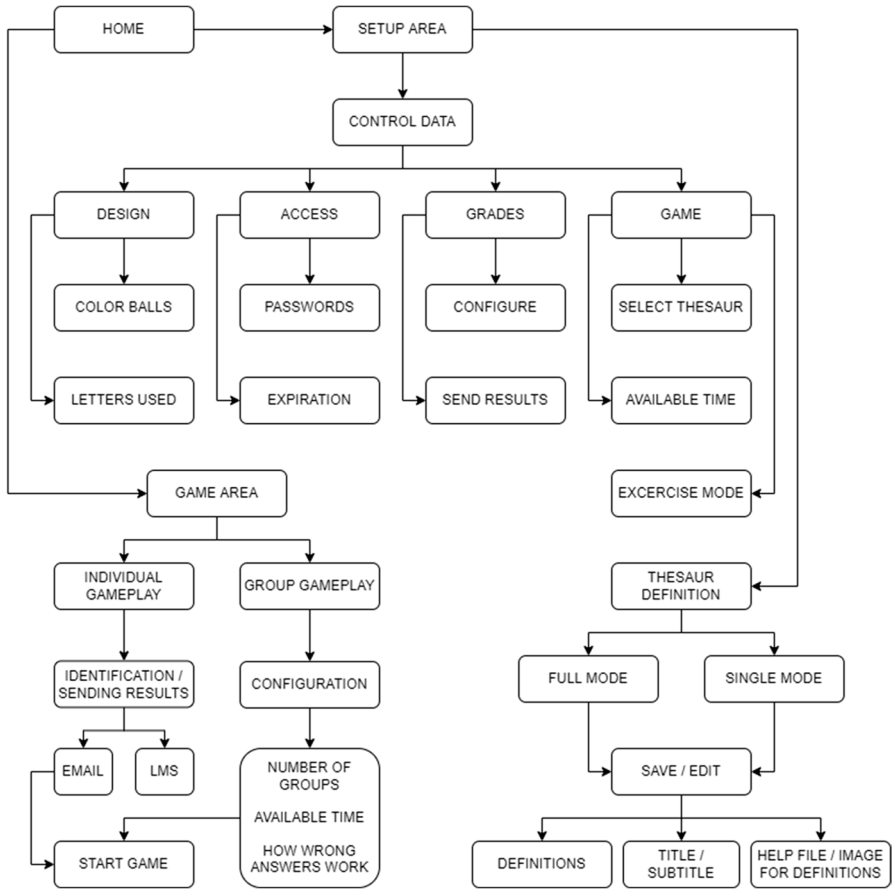 HOME
SETUP AREA
CONTROL DATA
DESIGN
ACCESS
GRADES
GAME
COLOR BALLS
PASSWORDS
CONFIGURE
SELECT THESAUR
LETTERS USED
EXPIRATION
SEND RESULTS
AVAILABLE TIME
GAME AREA
EXCERCISE MODE
INDIVIDUAL
GAMEPLAY
GROUP GAMEPLAY
THESAUR
DEFINITION
IDENTIFICATION /
SENDING RESULTS
CONFIGURATION
FULL MODE
SINGLE MODE
EMAIL
LMS
NUMBER OF
GROUPS
AVAILABLE TIME
HOW WRONG
ANSWERS WORK
SAVE / EDIT
START GAME
DEFINITIONS
TITLE /
SUBTITLE
HELP FILE / IMAGE
FOR DEFINITIONS